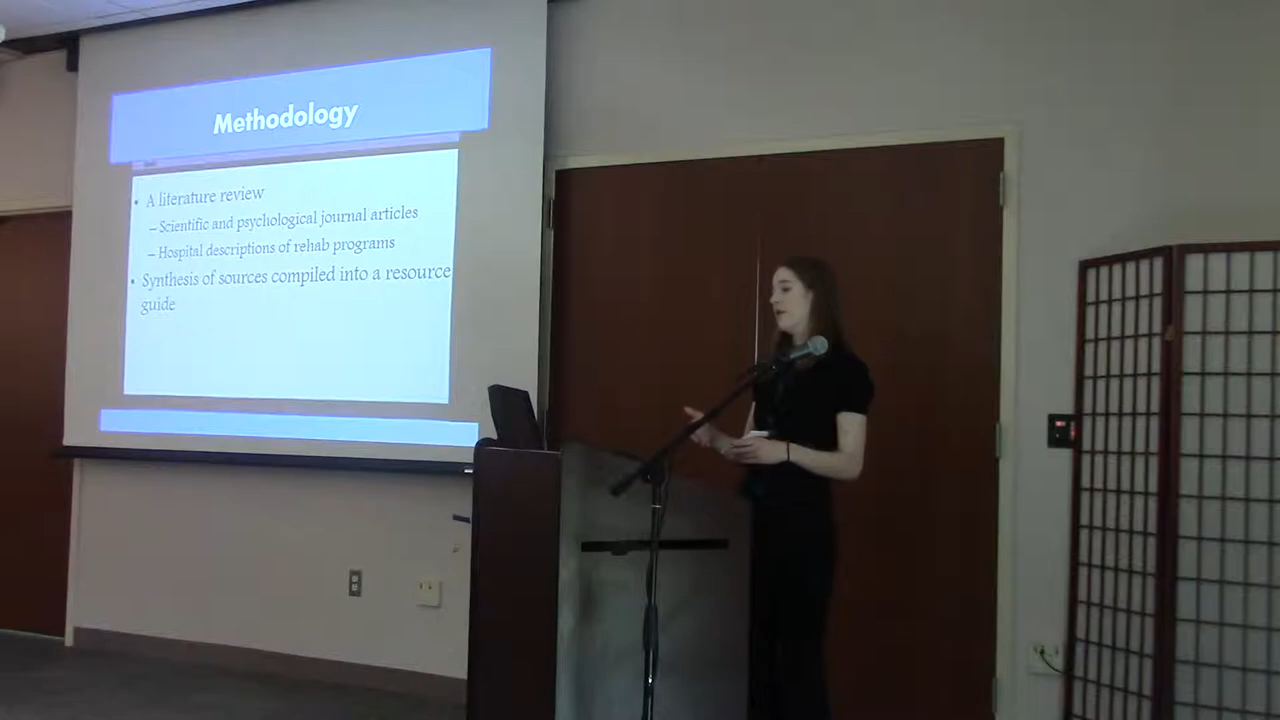 Methodology
• A literature review
– Scientific and psychological journal articles
– Hospital descriptions of rehab programs
• Synthesis of sources compiled into a resource
guide